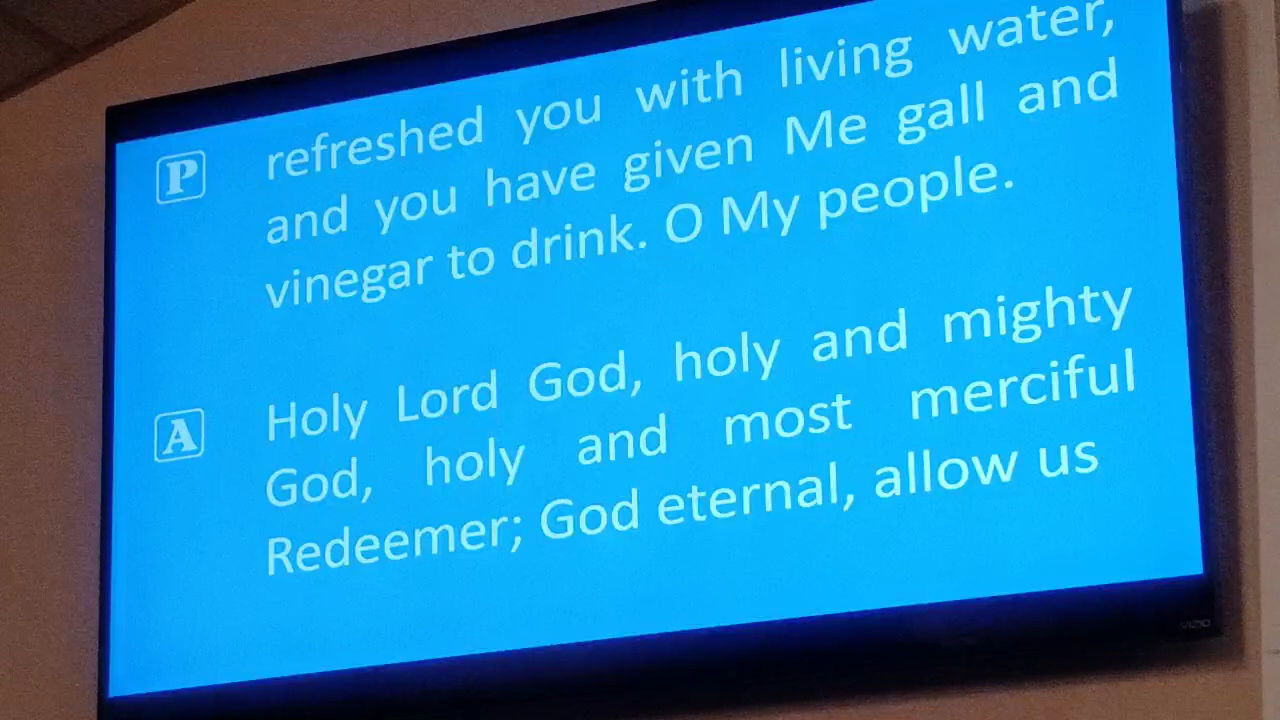 P refreshed you with living water,
and you have given Me gall and
vinegar to drink. O My people.
A Holy Lord God, holy and mighty
God, holy and most merciful
Redeemer; God eternal, allow us
VIZIO